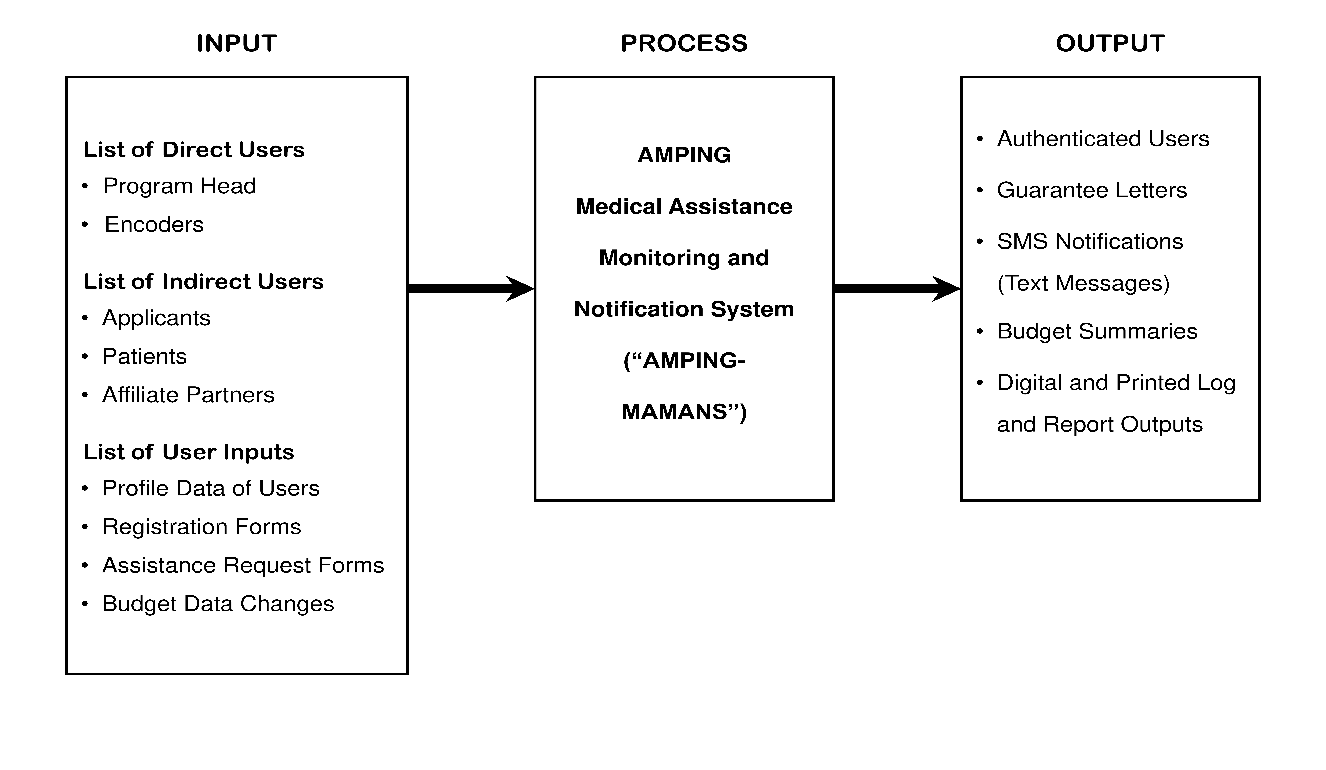 INPUT
List of Direct Users
• Program Head
• Encoders
List of Indirect Users
• Applicants
• Patients
• Affiliate Partners
List of User Inputs
• Profile Data of Users
• Registration Forms
• Assistance Request Forms
• Budget Data Changes
PROCESS
AMPING
Medical Assistance
Monitoring and
Notification System
(“AMPING-
MAMANS”)
OUTPUT
• Authenticated Users
• Guarantee Letters
• SMS Notifications
(Text Messages)
• Budget Summaries
• Digital and Printed Log
and Report Outputs